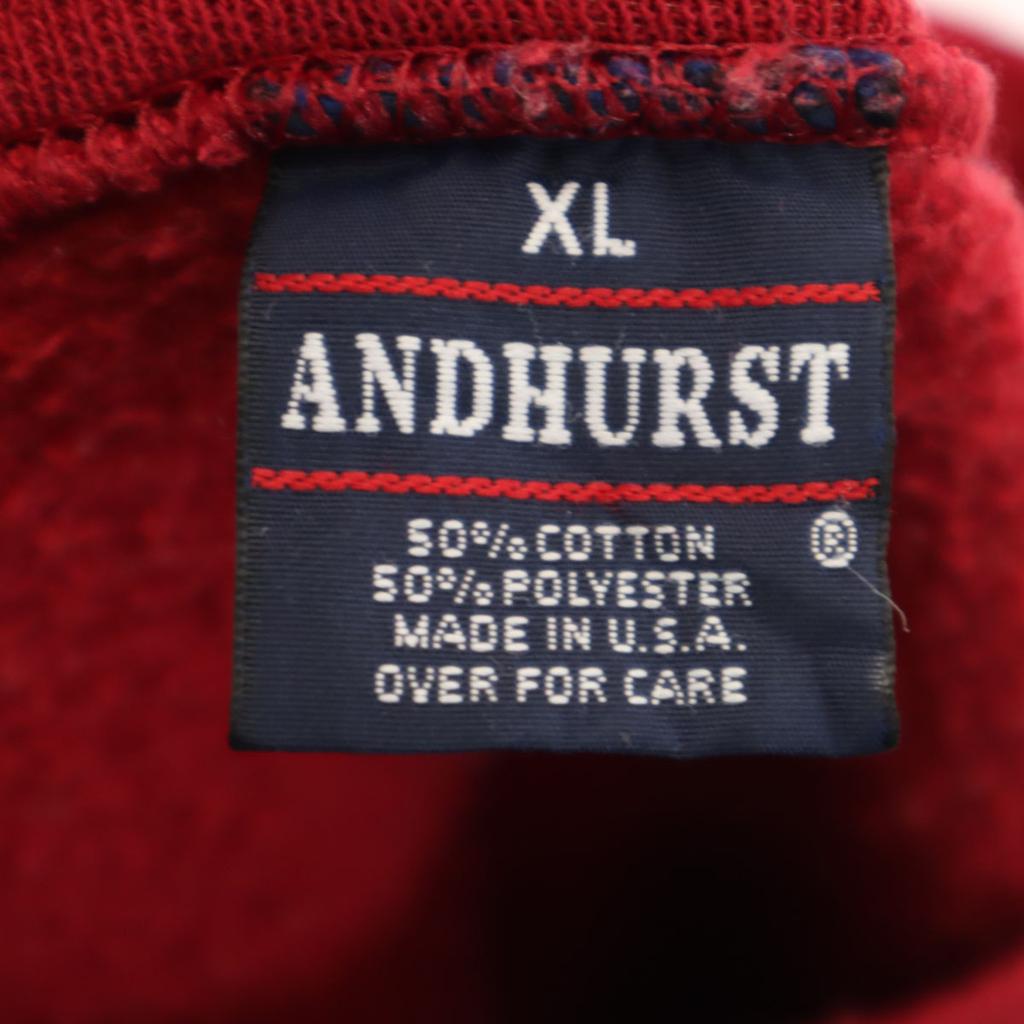 XL
ANDHURST
®
50% COTTON
50% POLYESTER
MADE IN U.S.A.
OVER FOR CARE